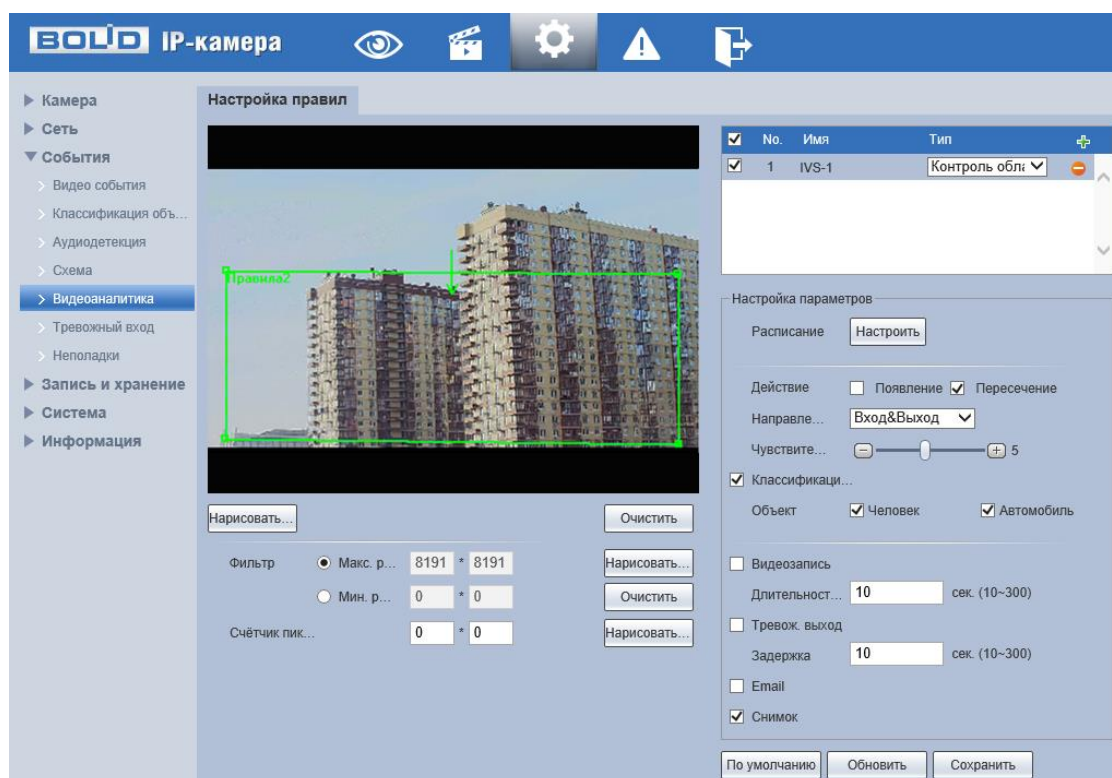 BOLID IP-камера
Камера
Сеть
События
Видео события
Классификация объ...
Аудиодетекция
Схема
Видеоаналитика
Тревожный вход
Неполадки
Запись и хранение
Система
Информация
Настройка правил
Правила2
Нарисовать...
Очистить
Фильтр Макс. р... 8191 * 8191 Нарисовать...
Мин. р... 0 * 0 Очистить
Счётчик пик... 0 * 0 Нарисовать...
No. Имя Тип
1 IVS-1 Контроль обла
Настройка параметров
Расписание Настроить
Действие Появление Пересечение
Направле... Вход&Выход
Чувствите... 5
Классификаци...
Объект Человек Автомобиль
Видеозапись
Длительност... 10 сек. (10~300)
Тревож. выход
Задержка 10 сек. (10~300)
Email
Снимок
По умолчанию Обновить Сохранить